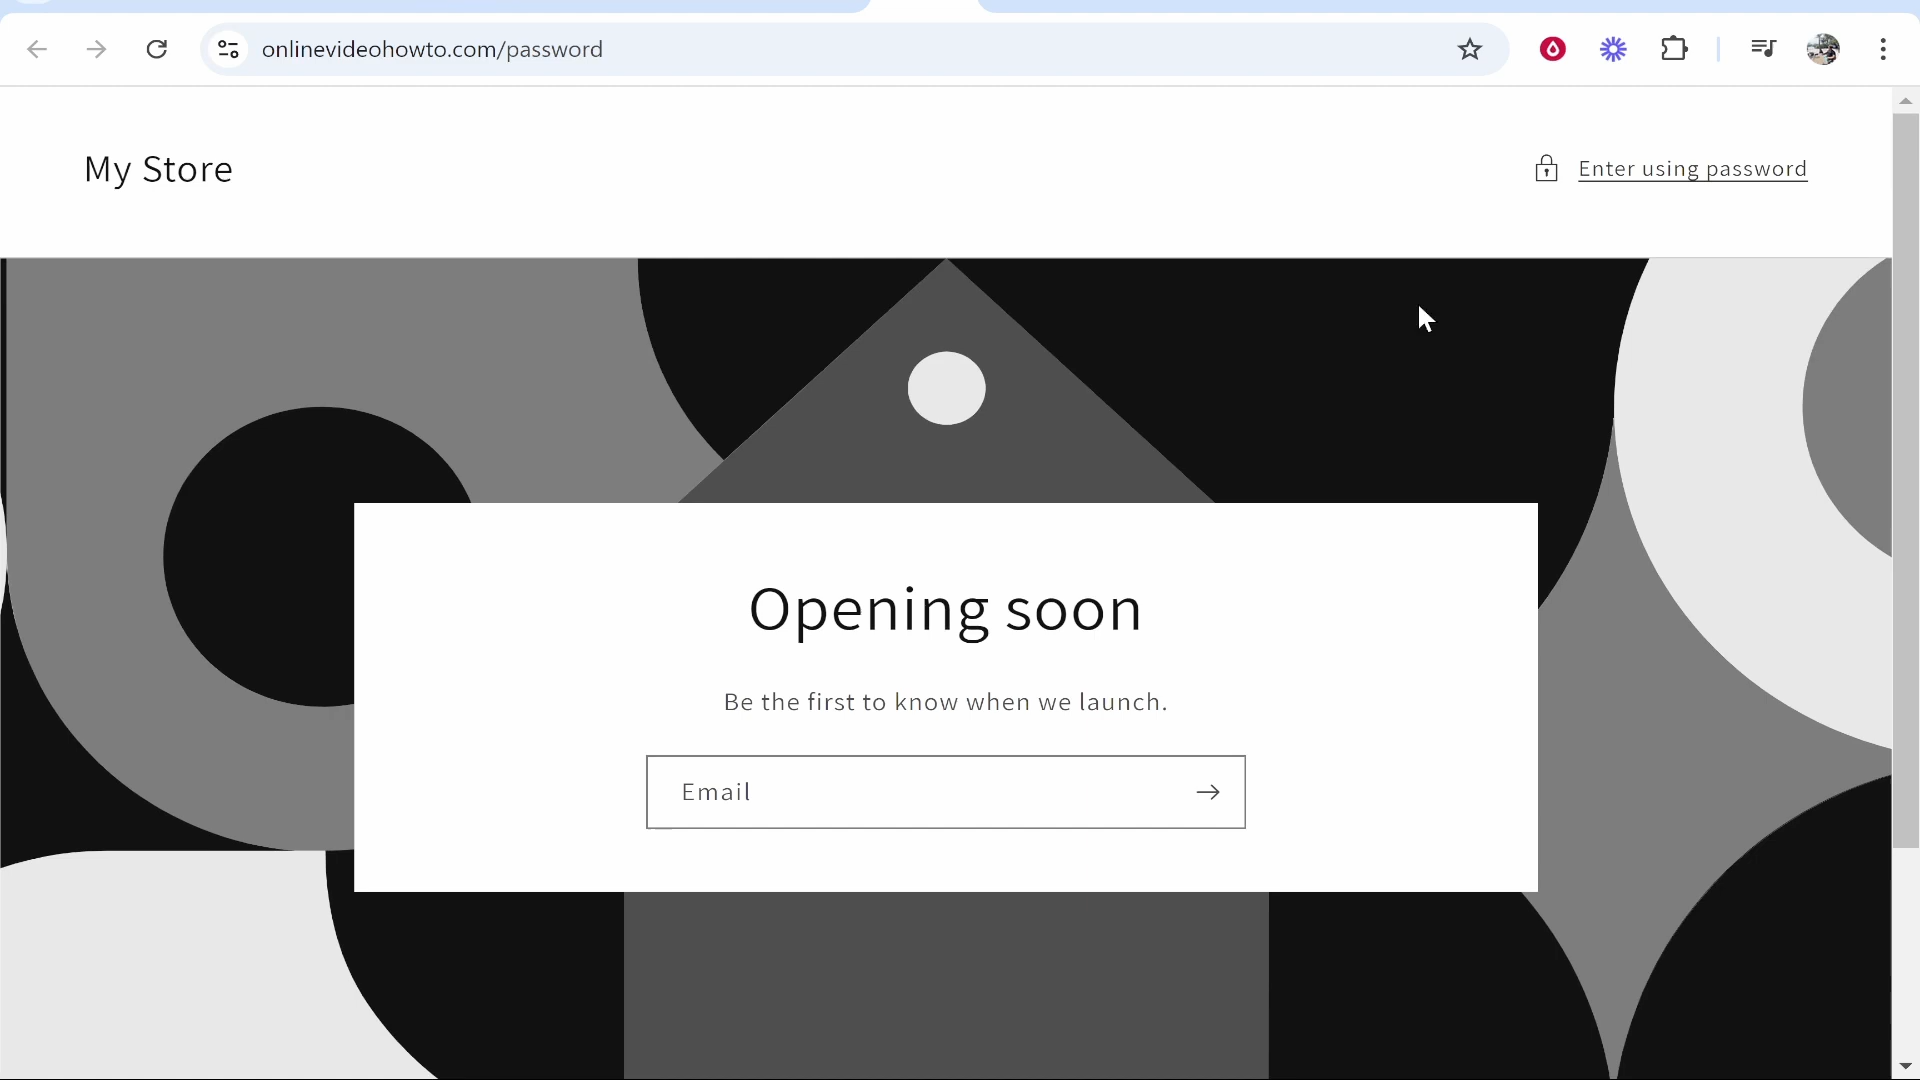 onlinevideohowto.com/password
My Store
Enter using password
Opening soon
Be the first to know when we launch.
Email